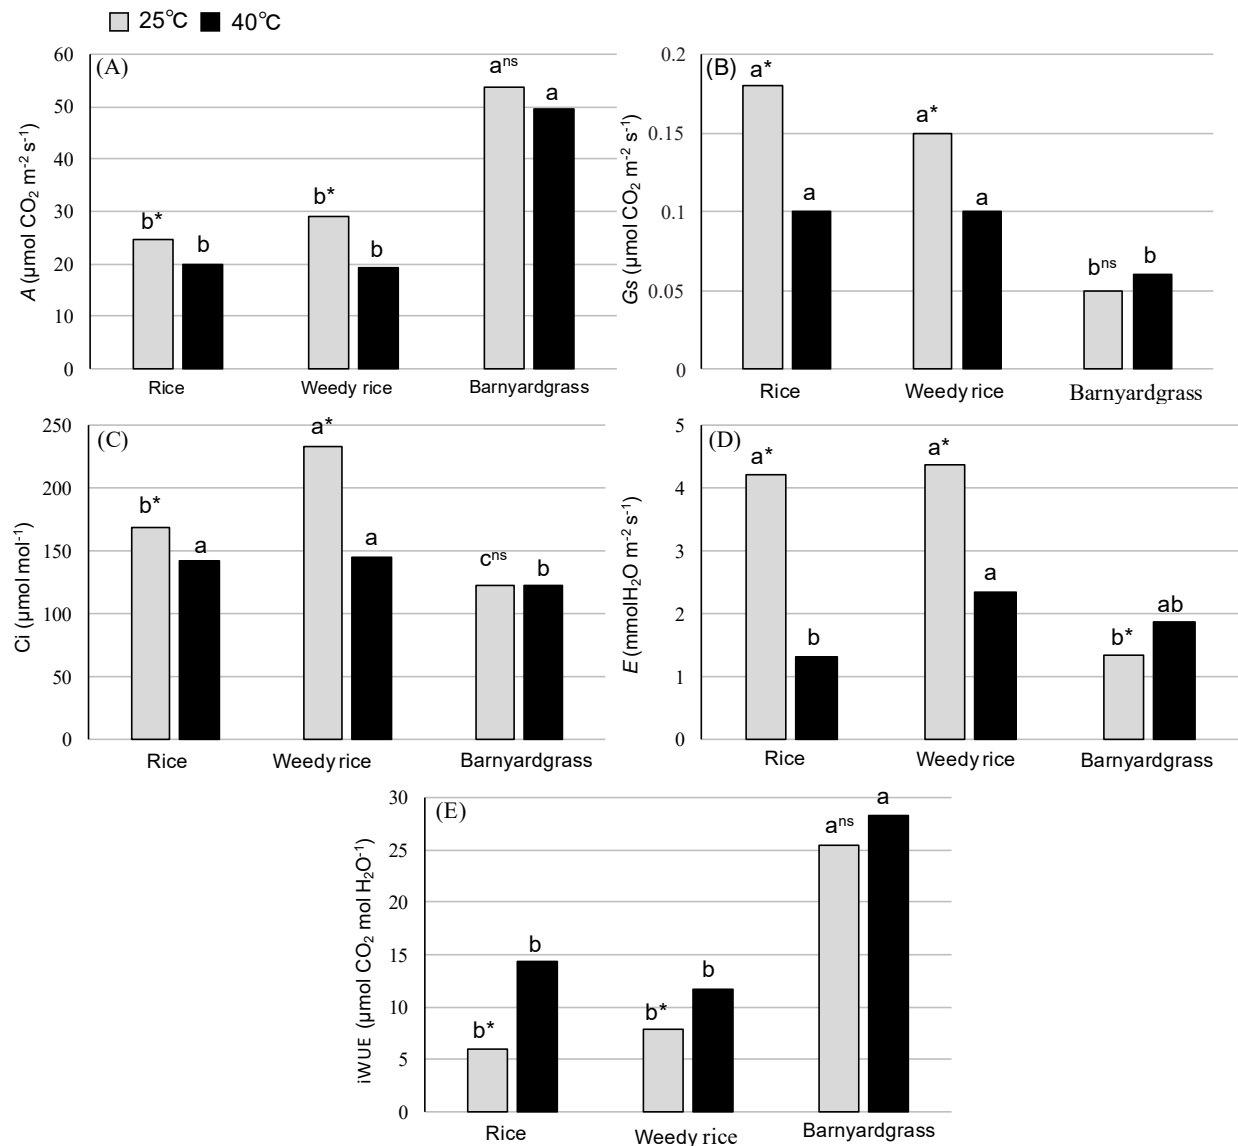 25℃ 40℃
(A)
A (µmol CO₂ m⁻² s⁻¹)
60
50
40
30
20
10
0
b* b
b* b
aⁿˢ a
Rice Weedy rice Barnyardgrass
(B)
Gs (µmol CO₂ m⁻² s⁻¹)
0.2
0.15
0.1
0.05
0
a* a
a* a
bⁿˢ b
Rice Weedy rice Barnyardgrass
(C)
Ci (µmol mol⁻¹)
250
200
150
100
50
0
b* a
a* a
cⁿˢ b
Rice Weedy rice Barnyardgrass
(D)
E (mmolH₂O m⁻² s⁻¹)
5
4
3
2
1
0
a* b
a* a
b* ab
Rice Weedy rice Barnyardgrass
(E)
iWUE (µmol CO₂ mol H₂O⁻¹)
30
25
20
15
10
5
0
b* b
b* b
aⁿˢ a
Rice Weedy rice Barnyardgrass